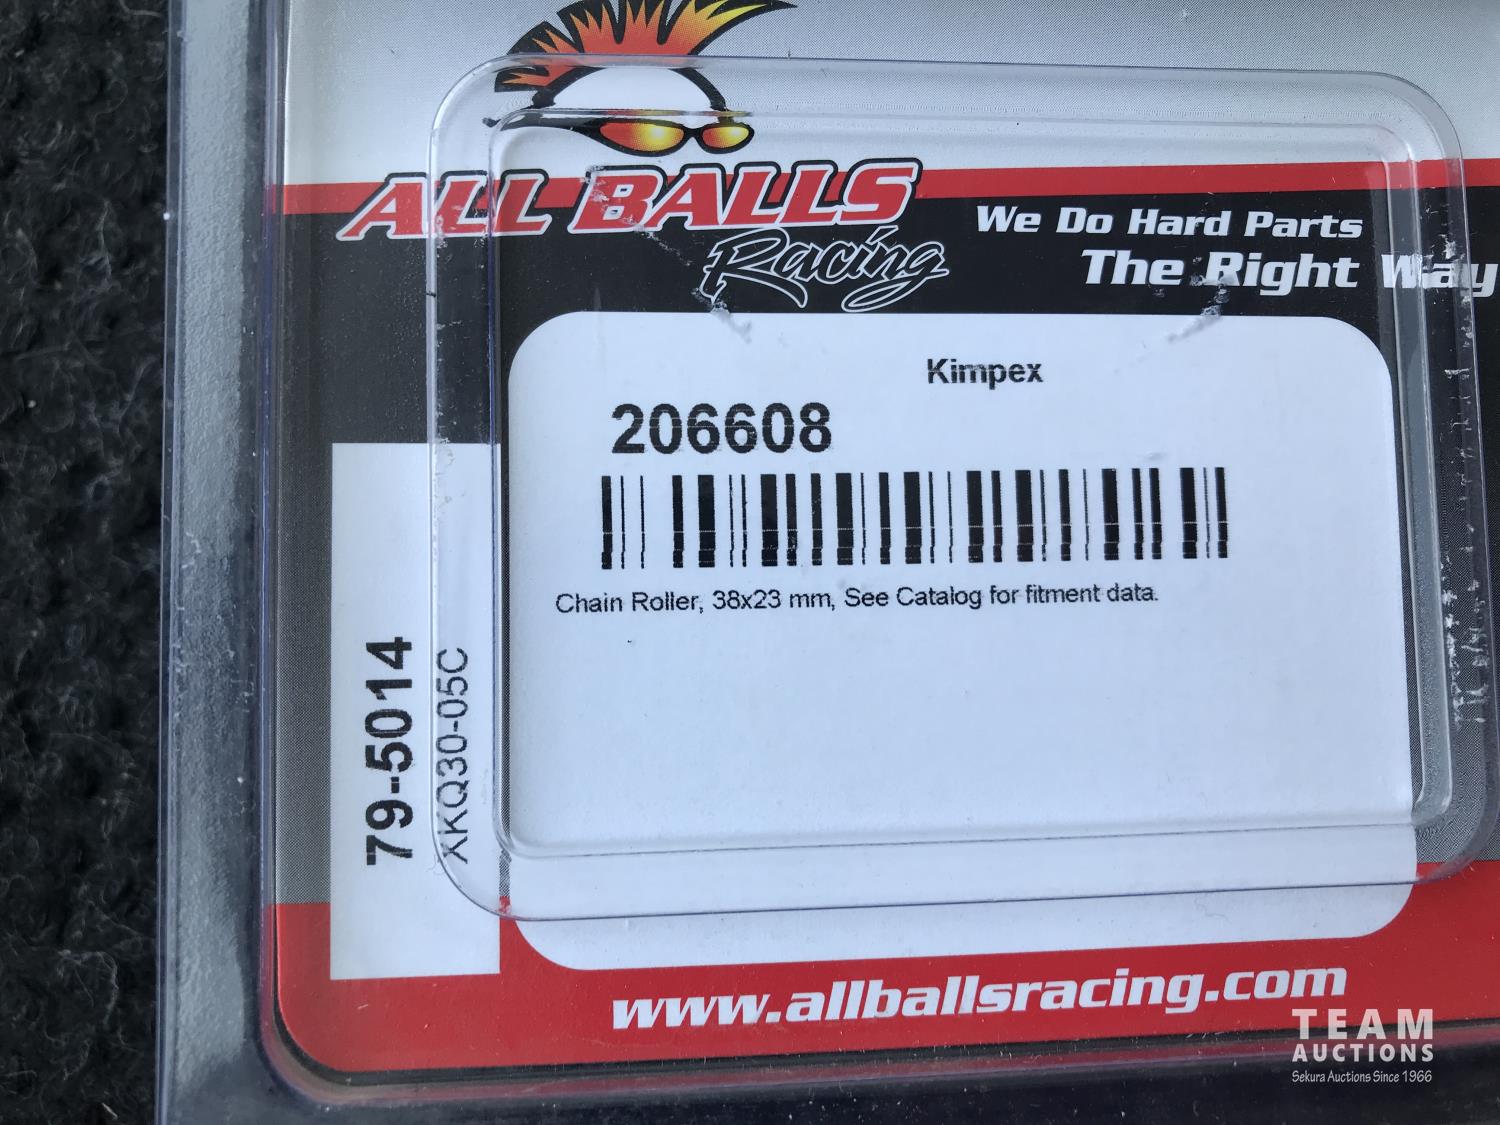 ALL BALLS
Racing
We Do Hard Parts
The Right Way
Kimpex
206608
Chain Roller, 38x23 mm, See Catalog for fitment data.
79-5014
XKQ30-05C
www.allballsracing.com
TEAM
AUCTIONS
Sekura Auctions Since 1966